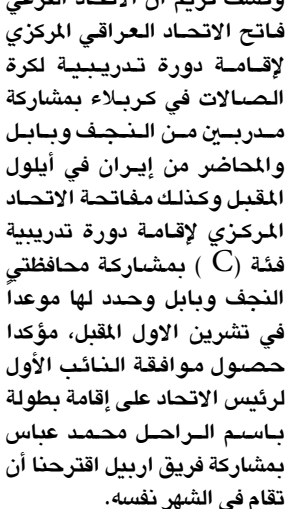 وكشف كريم ان الاتحاد الفرعي
فاتح الاتحاد العراقي المركزي
لإقامة دورة تدريبية لكرة
الصالات في كربلاء بمشاركة
مدربين من النجف وبابل
والمحاضر من إيران في أيلول
المقبل وكذلك مفاتحة الاتحاد
المركزي لإقامة دورة تدريبية
فئة (C ) بمشاركة محافظتي
النجف وبابل وحدد لها موعداً
في تشرين الاول المقبل، مؤكدا
حصول موافقة النائب الأول
لرئيس الاتحاد على إقامة بطولة
باسم الراحل محمد عباس
بمشاركة فريق اربيل اقترحنا أن
تقام في الشهر نفسه.